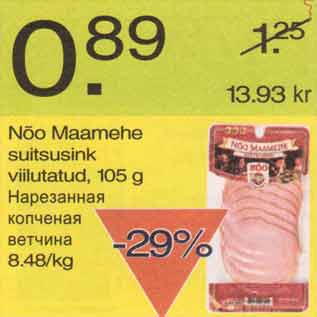 0.89
1.25
13.93 kr
Nõo Maamehe
suitsusink
viilutatud, 105 g
Нарезанная
копченая
ветчина
8.48/kg
-29%
NÕO MAAMEHE
NÕO